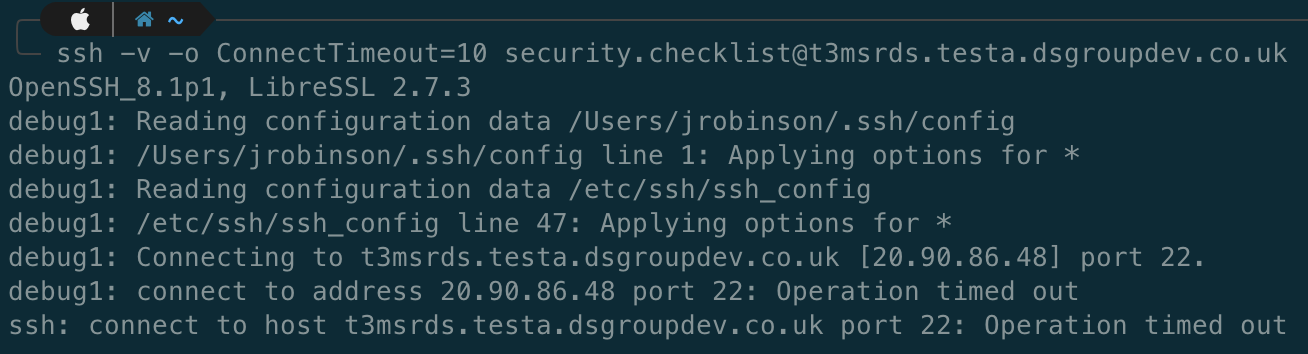 ~
ssh -v -o ConnectTimeout=10 security.checklist@t3msrds.testa.dsgroupdev.co.uk
OpenSSH_8.1p1, LibreSSL 2.7.3
debug1: Reading configuration data /Users/jrobinson/.ssh/config
debug1: /Users/jrobinson/.ssh/config line 1: Applying options for *
debug1: Reading configuration data /etc/ssh/ssh_config
debug1: /etc/ssh/ssh_config line 47: Applying options for *
debug1: Connecting to t3msrds.testa.dsgroupdev.co.uk [20.90.86.48] port 22.
debug1: connect to address 20.90.86.48 port 22: Operation timed out
ssh: connect to host t3msrds.testa.dsgroupdev.co.uk port 22: Operation timed out